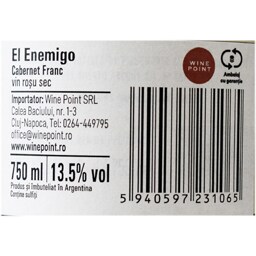 El Enemigo
Cabernet Franc
vin roșu sec
WINE
POINT
Ambalaj
cu garanție
Importator: Wine Point SRL
Calea Baciului, nr. 1-3
Cluj-Napoca, Tel: 0264-449795
office@winepoint.ro
www.winepoint.ro
750 ml 13.5% vol
Produs și îmbuteliat în Argentina
Conține sulfiți
5 940597 231065